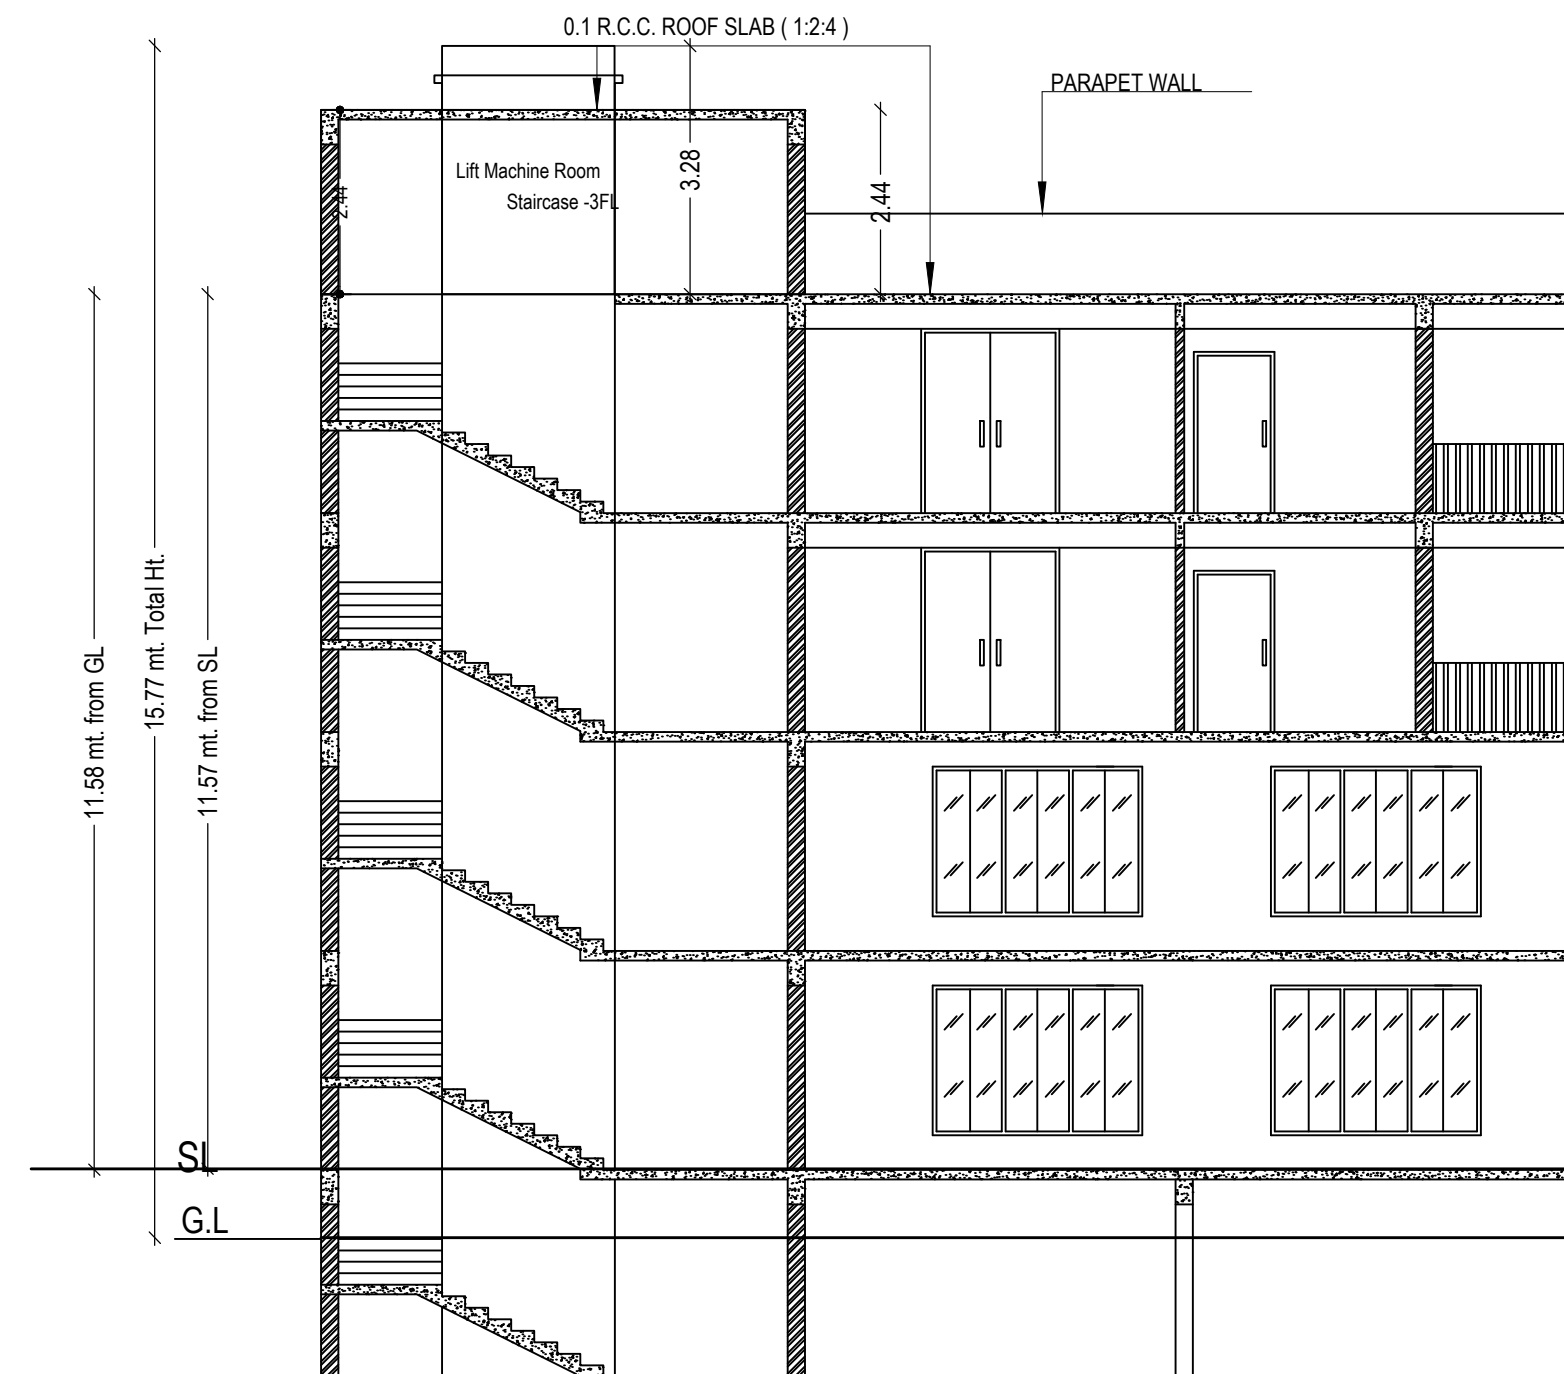 0.1 R.C.C. ROOF SLAB ( 1:2:4 )
PARAPET WALL
Lift Machine Room
Staircase -3FL
2.44
3.28
2.44
11.58 mt. from GL
15.77 mt. Total Ht.
11.57 mt. from SL
SL
G.L